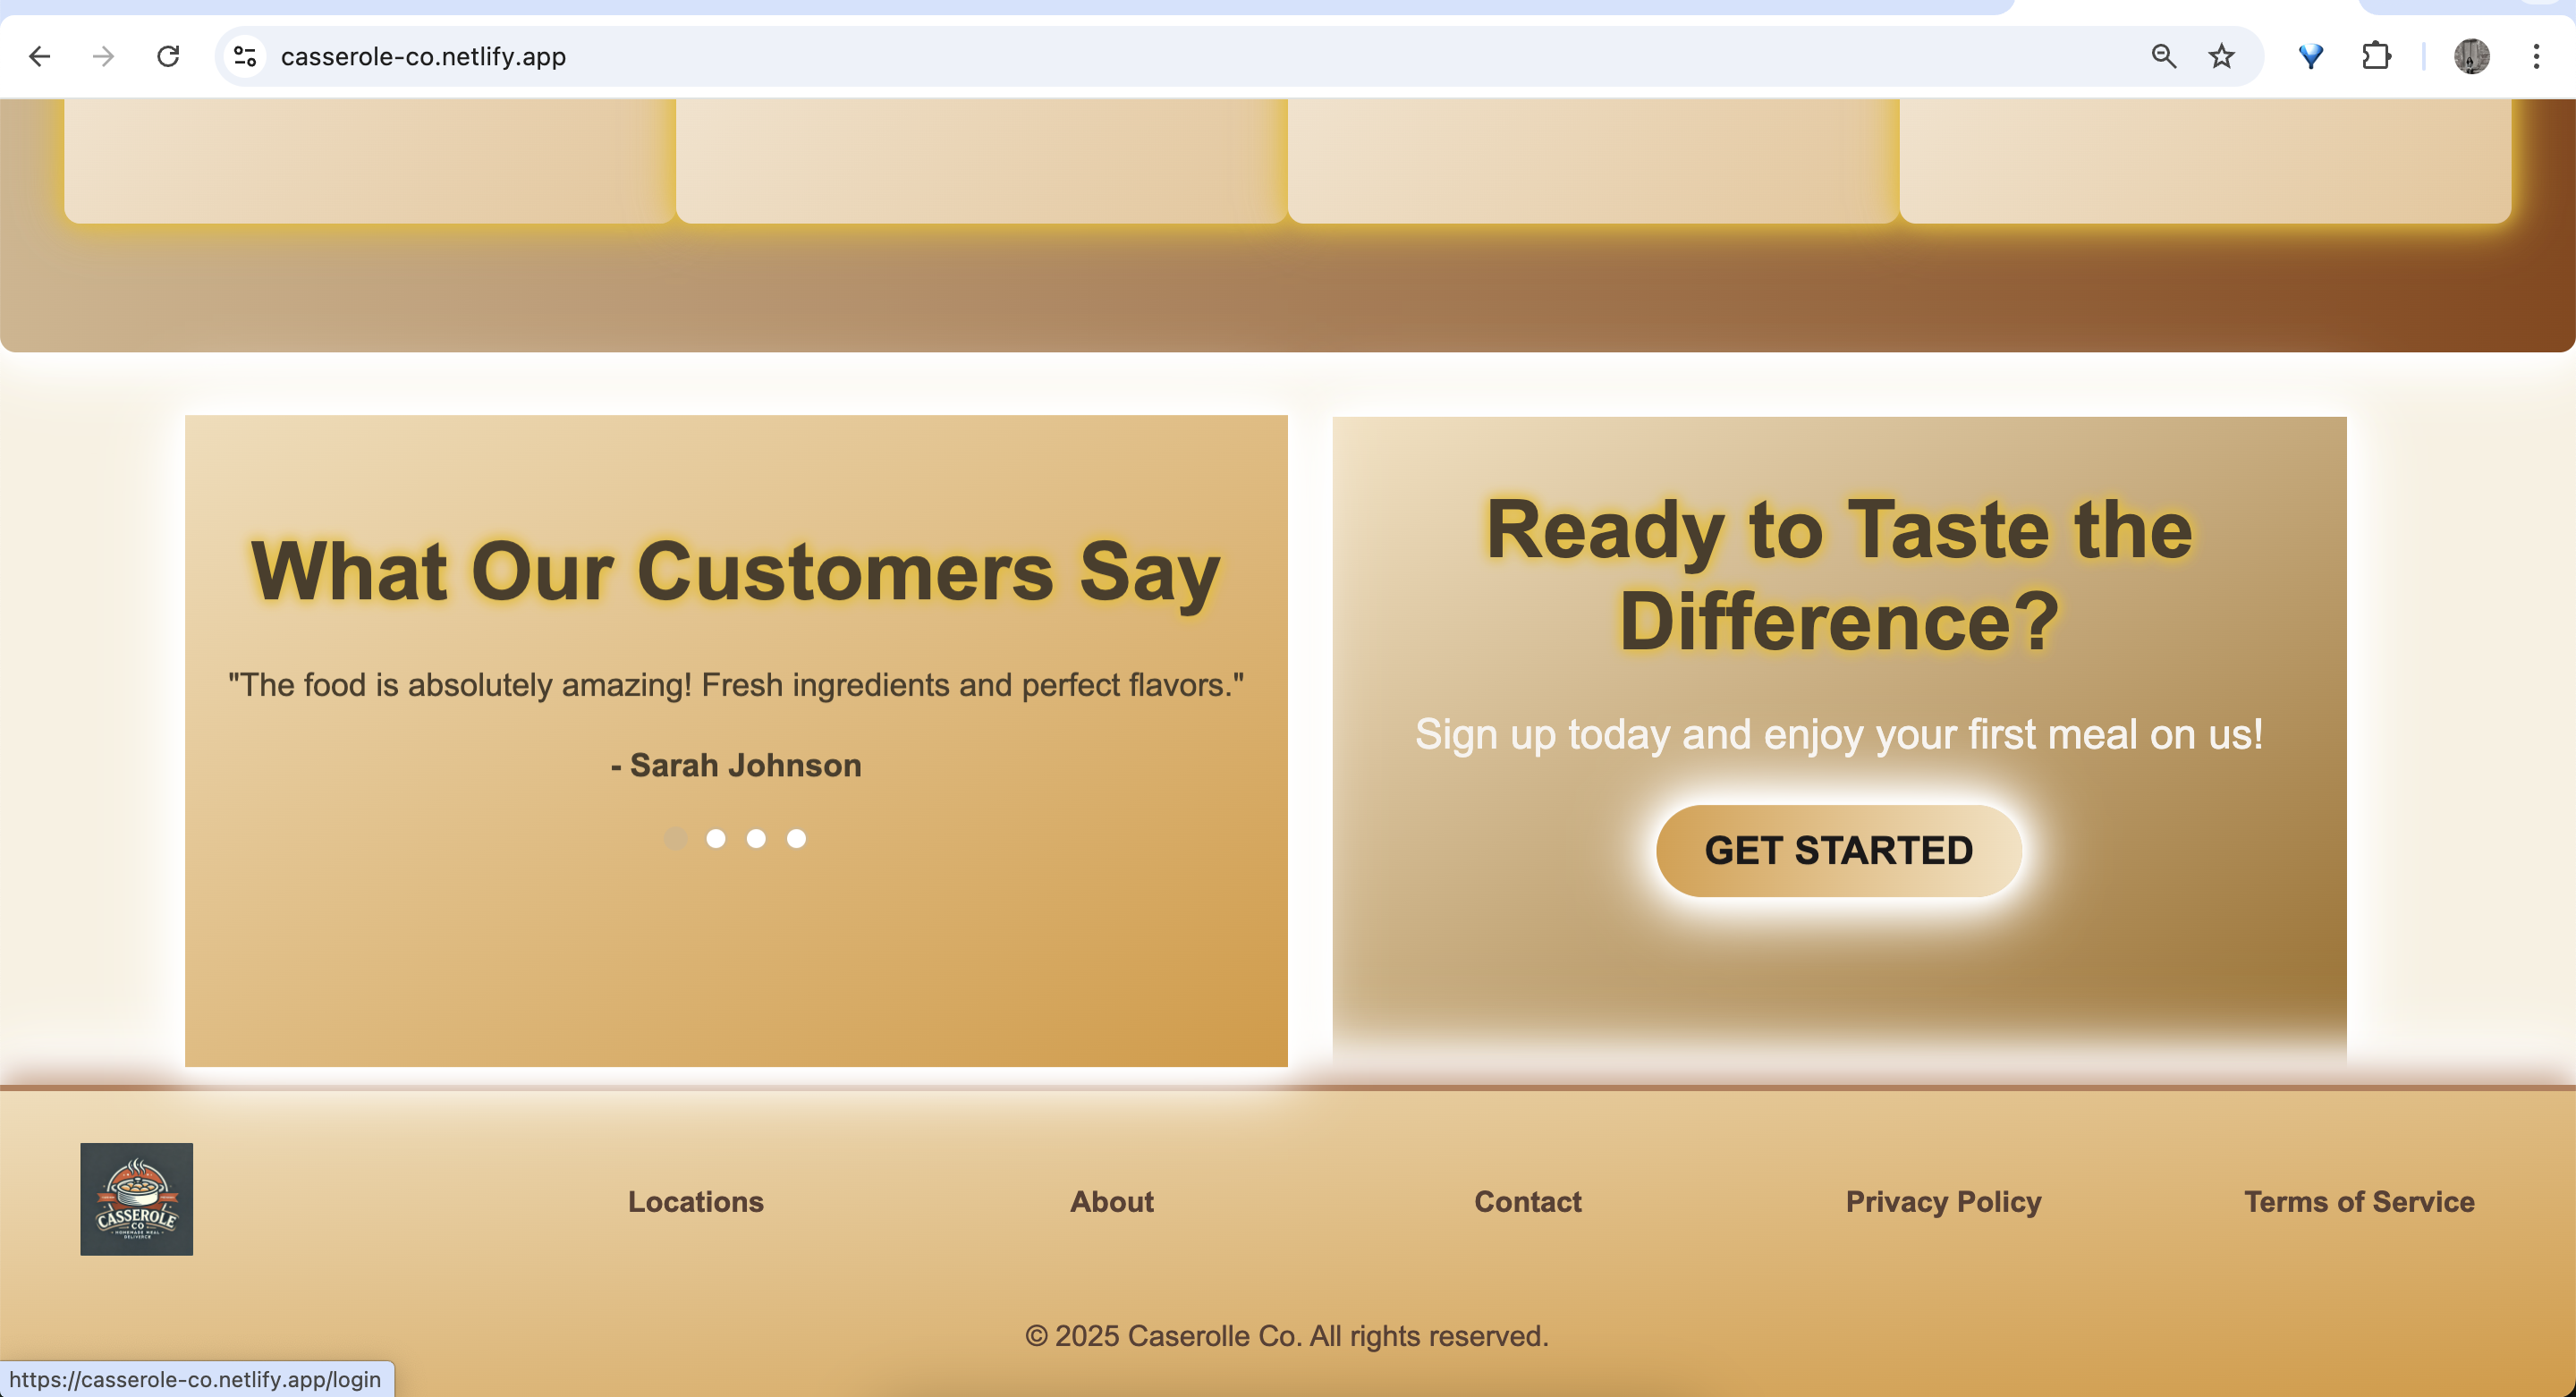 casserole-co.netlify.app
What Our Customers Say
"The food is absolutely amazing! Fresh ingredients and perfect flavors."
- Sarah Johnson
Ready to Taste the
Difference?
Sign up today and enjoy your first meal on us!
GET STARTED
CASSEROLE
CO
Locations
About
Contact
Privacy Policy
Terms of Service
© 2025 Caserolle Co. All rights reserved.
https://casserole-co.netlify.app/login